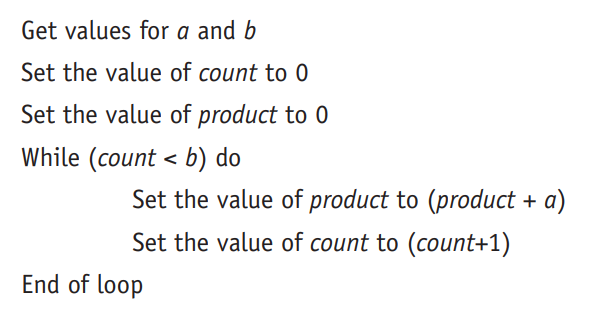 Get values for a and b
Set the value of count to 0
Set the value of product to 0
While (count < b) do
Set the value of product to (product + a)
Set the value of count to (count+1)
End of loop